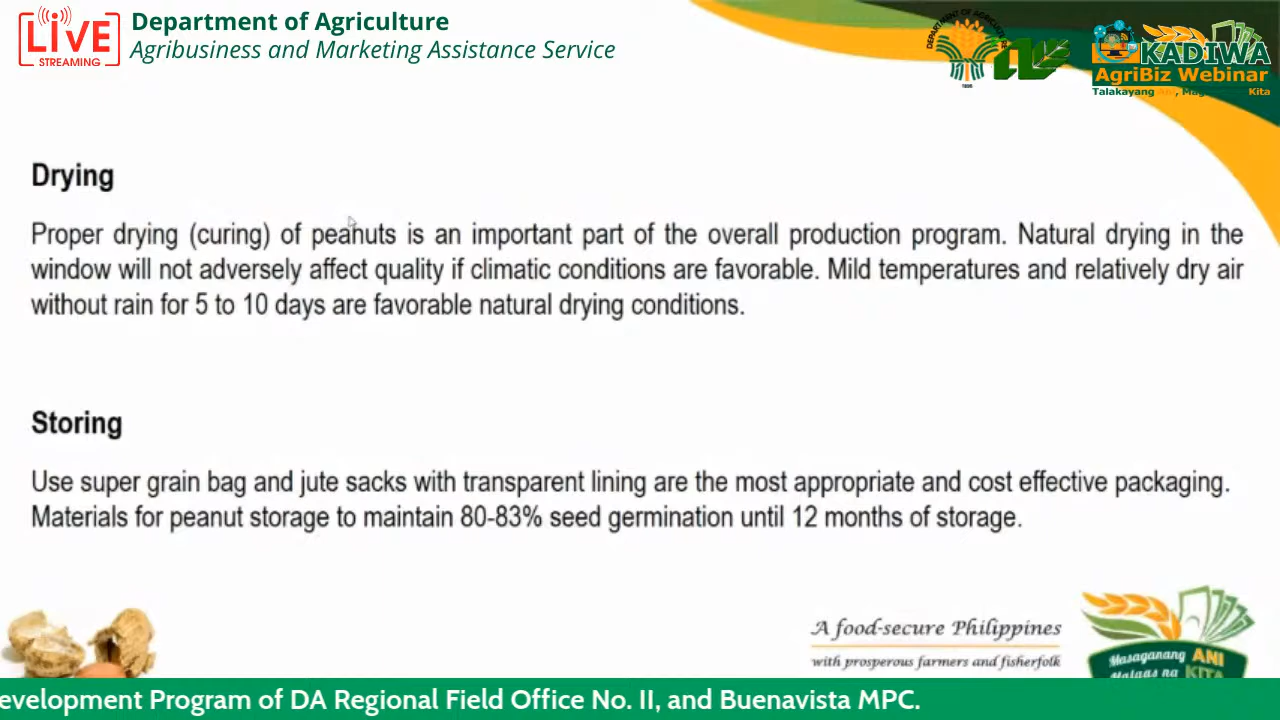 LIVE
STREAMING
Department of Agriculture
Agribusiness and Marketing Assistance Service
KADIWA
AgriBiz Webinar
Talakayang Ani, Kita
Drying
Proper drying (curing) of peanuts is an important part of the overall production program. Natural drying in the
window will not adversely affect quality if climatic conditions are favorable. Mild temperatures and relatively dry air
without rain for 5 to 10 days are favorable natural drying conditions.
Storing
Use super grain bag and jute sacks with transparent lining are the most appropriate and cost effective packaging.
Materials for peanut storage to maintain 80-83% seed germination until 12 months of storage.
A food-secure Philippines
with prosperous farmers and fisherfolk
Masaganang ANI
Mataas na KITA
evelopment Program of DA Regional Field Office No. II, and Buenavista MPC.